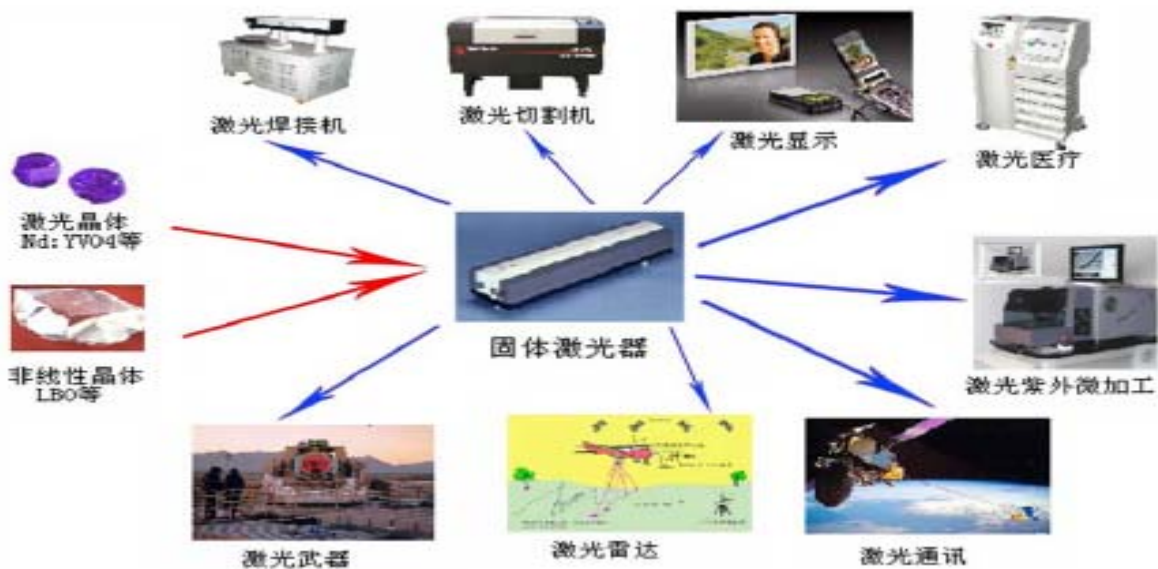 激光焊接机
激光切割机
激光显示
激光医疗
激光晶体
Nd:YVO4等
固体激光器
非线性晶体
LBO等
激光紫外微加工
激光武器
激光雷达
激光通讯